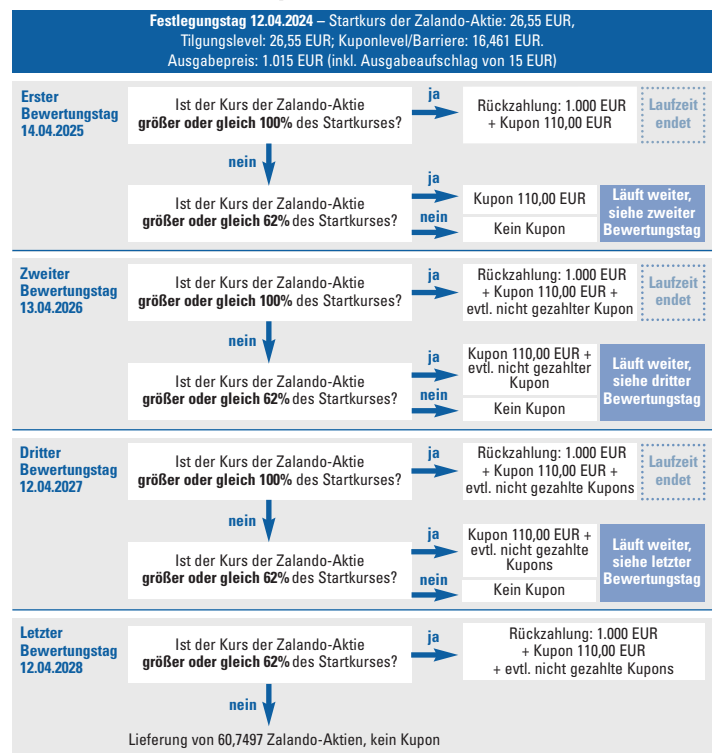 Festlegungstag 12.04.2024 – Startkurs der Zalando-Aktie: 26,55 EUR,
Tilgungslevel: 26,55 EUR; Kuponlevel/Barriere: 16,461 EUR.
Ausgabepreis: 1.015 EUR (inkl. Ausgabeaufschlag von 15 EUR)
Erster
Bewertungstag
14.04.2025
Ist der Kurs der Zalando-Aktie
größer oder gleich 100% des Startkurses?
ja
Rückzahlung: 1.000 EUR
+ Kupon 110,00 EUR
Laufzeit
endet
nein
Ist der Kurs der Zalando-Aktie
größer oder gleich 62% des Startkurses?
ja
Kupon 110,00 EUR
nein
Kein Kupon
Läuft weiter,
siehe zweiter
Bewertungstag
Zweiter
Bewertungstag
13.04.2026
Ist der Kurs der Zalando-Aktie
größer oder gleich 100% des Startkurses?
ja
Rückzahlung: 1.000 EUR
+ Kupon 110,00 EUR +
evtl. nicht gezahlter Kupon
Laufzeit
endet
nein
Ist der Kurs der Zalando-Aktie
größer oder gleich 62% des Startkurses?
ja
Kupon 110,00 EUR +
evtl. nicht gezahlter
Kupon
nein
Kein Kupon
Läuft weiter,
siehe dritter
Bewertungstag
Dritter
Bewertungstag
12.04.2027
Ist der Kurs der Zalando-Aktie
größer oder gleich 100% des Startkurses?
ja
Rückzahlung: 1.000 EUR
+ Kupon 110,00 EUR +
evtl. nicht gezahlte Kupons
Laufzeit
endet
nein
Ist der Kurs der Zalando-Aktie
größer oder gleich 62% des Startkurses?
ja
Kupon 110,00 EUR +
evtl. nicht gezahlte
Kupons
nein
Kein Kupon
Läuft weiter,
siehe letzter
Bewertungstag
Letzter
Bewertungstag
12.04.2028
Ist der Kurs der Zalando-Aktie
größer oder gleich 62% des Startkurses?
ja
Rückzahlung: 1.000 EUR
+ Kupon 110,00 EUR
+ evtl. nicht gezahlte Kupons
nein
Lieferung von 60,7497 Zalando-Aktien, kein Kupon